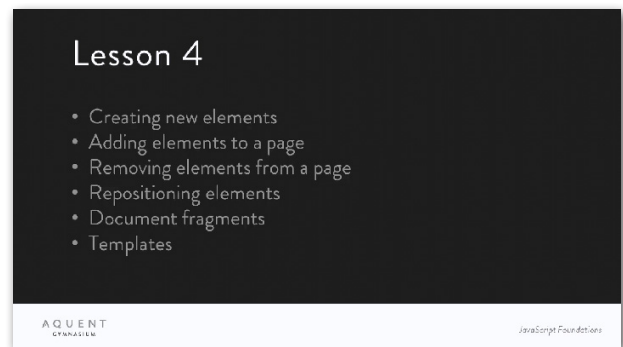 Lesson 4
• Creating new elements
• Adding elements to a page
• Removing elements from a page
• Repositioning elements
• Document fragments
• Templates
AQUENT
GYMNASIUM
JavaScript Foundations